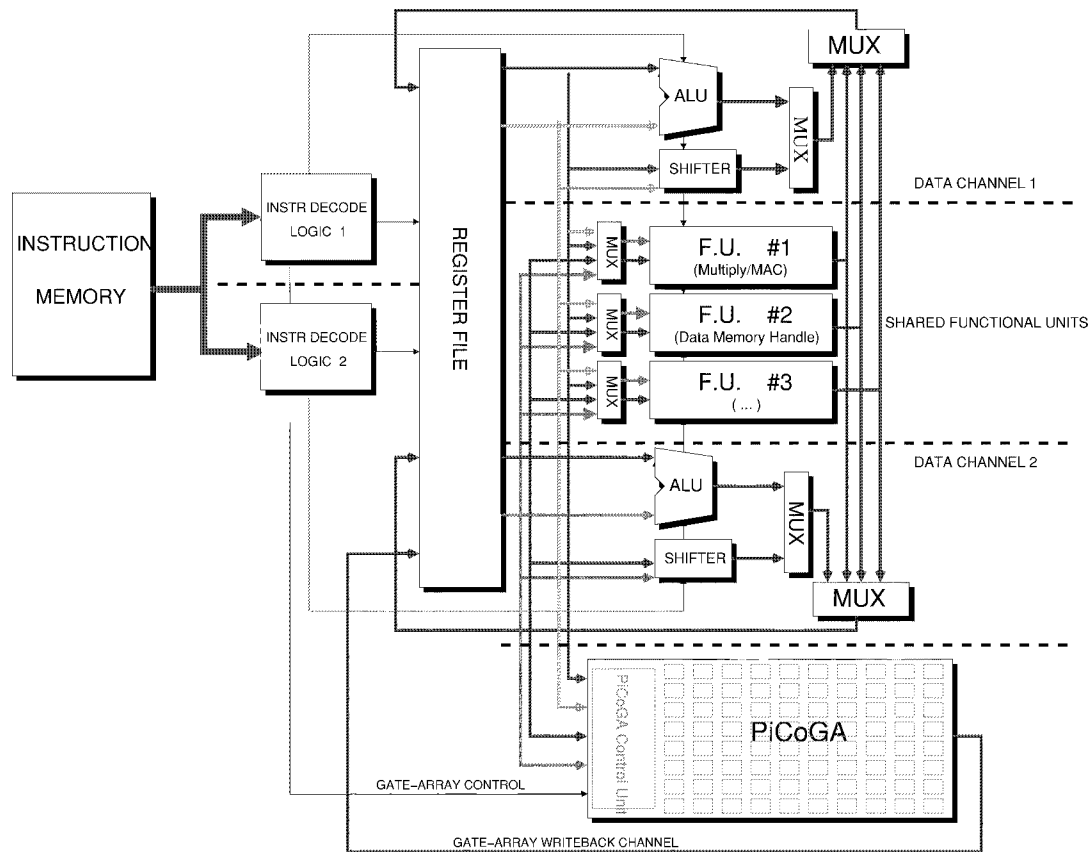 MUX
ALU
MUX
SHIFTER
DATA CHANNEL 1
INSTRUCTION
MEMORY
INSTR DECODE
LOGIC 1
INSTR DECODE
LOGIC 2
REGISTER FILE
MUX
F.U. #1
(Multiply/MAC)
MUX
F.U. #2
(Data Memory Handle)
SHARED FUNCTIONAL UNITS
MUX
F.U. #3
( ... )
DATA CHANNEL 2
ALU
MUX
SHIFTER
MUX
PiCoGA Control Unit
PiCoGA
GATE-ARRAY CONTROL
GATE-ARRAY WRITEBACK CHANNEL